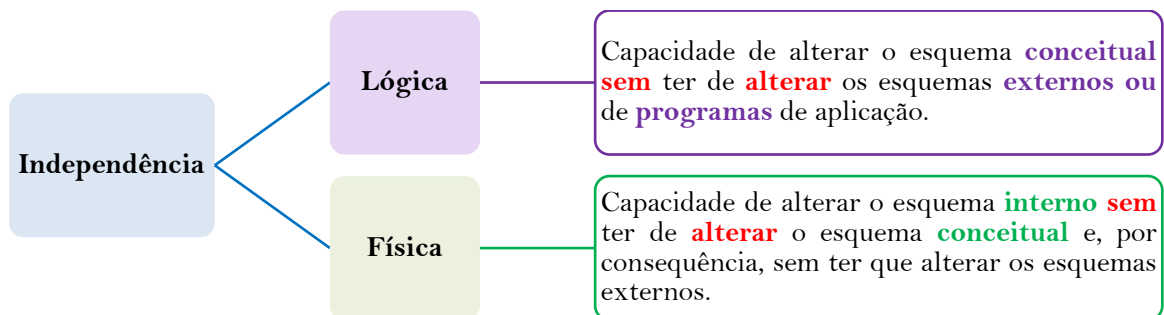 Independência
Lógica
Capacidade de alterar o esquema conceitual
sem ter de alterar os esquemas externos ou
de programas de aplicação.
Física
Capacidade de alterar o esquema interno sem
ter de alterar o esquema conceitual e, por
consequência, sem ter que alterar os esquemas
externos.